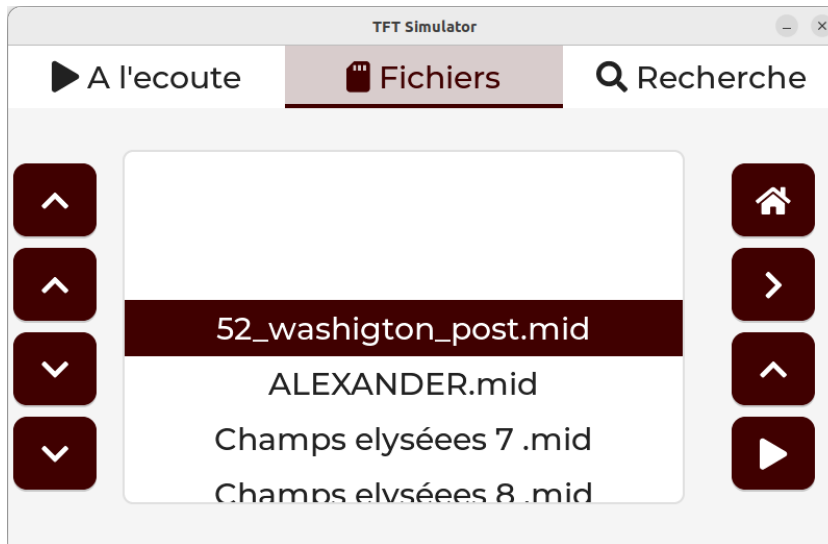 TFT Simulator
A l'ecoute
Fichiers
Recherche
52_washigton_post.mid
ALEXANDER.mid
Champs elyséees 7 .mid
Champs elyséees 8 .mid